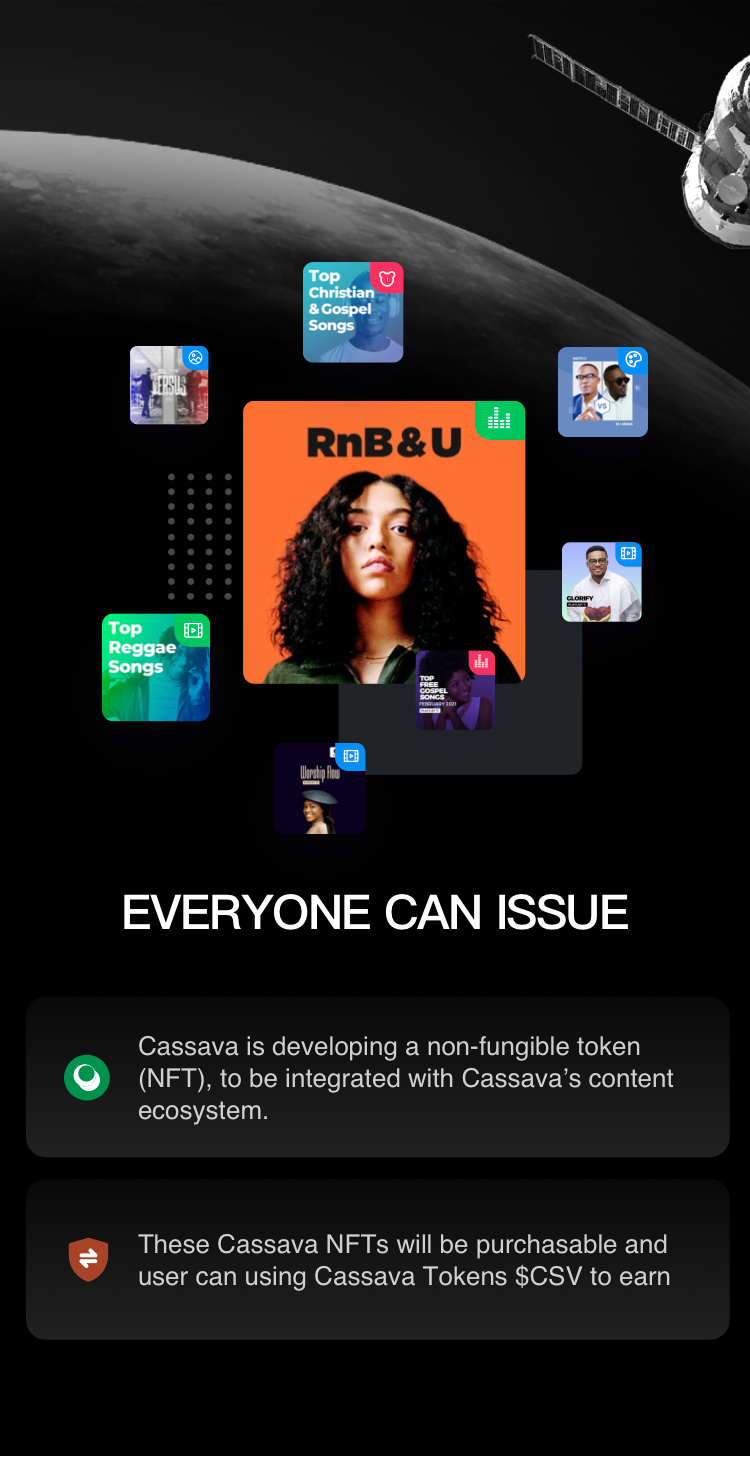 Top
Christian
& Gospel
Songs
VERSUS
VS
RnB & U
GLORIFY
Top
Reggae
Songs
TOP
FREE
GOSPEL
SONGS
FEBRUARY 2021
Worship Flow
EVERYONE CAN ISSUE
Cassava is developing a non-fungible token
(NFT), to be integrated with Cassava’s content
ecosystem.
These Cassava NFTs will be purchasable and
user can using Cassava Tokens $CSV to earn